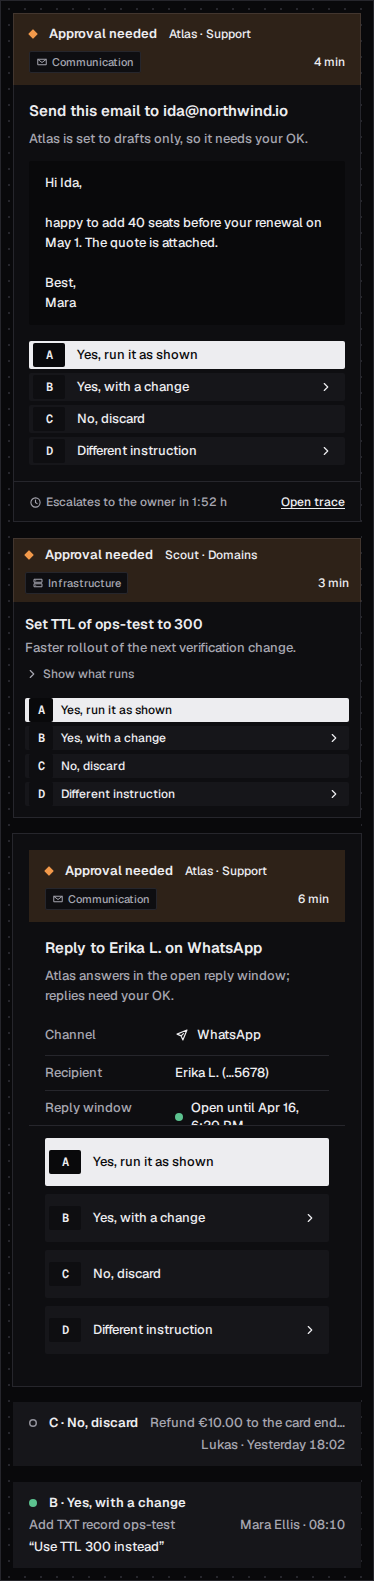 Approval needed Atlas · Support
Communication 4 min
Send this email to ida@northwind.io
Atlas is set to drafts only, so it needs your OK.
Hi Ida,
happy to add 40 seats before your renewal on
May 1. The quote is attached.
Best,
Mara
A Yes, run it as shown
B Yes, with a change
C No, discard
D Different instruction
Escalates to the owner in 1:52 h Open trace
Approval needed Scout · Domains
Infrastructure 3 min
Set TTL of ops-test to 300
Faster rollout of the next verification change.
Show what runs
A Yes, run it as shown
B Yes, with a change
C No, discard
D Different instruction
Approval needed Atlas · Support
Communication 6 min
Reply to Erika L. on WhatsApp
Atlas answers in the open reply window;
replies need your OK.
Channel WhatsApp
Recipient Erika L. (…5678)
Reply window Open until Apr 16,
A Yes, run it as shown
B Yes, with a change
C No, discard
D Different instruction
C · No, discard Refund €10.00 to the card end…
Lukas · Yesterday 18:02
B · Yes, with a change
Add TXT record ops-test Mara Ellis · 08:10
“Use TTL 300 instead”